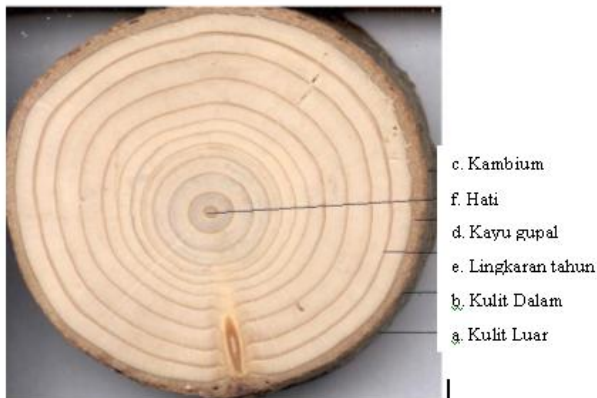 c. Kambium
f. Hati
d. Kayu gupal
e. Lingkaran tahun
b. Kulit Dalam
a. Kulit Luar